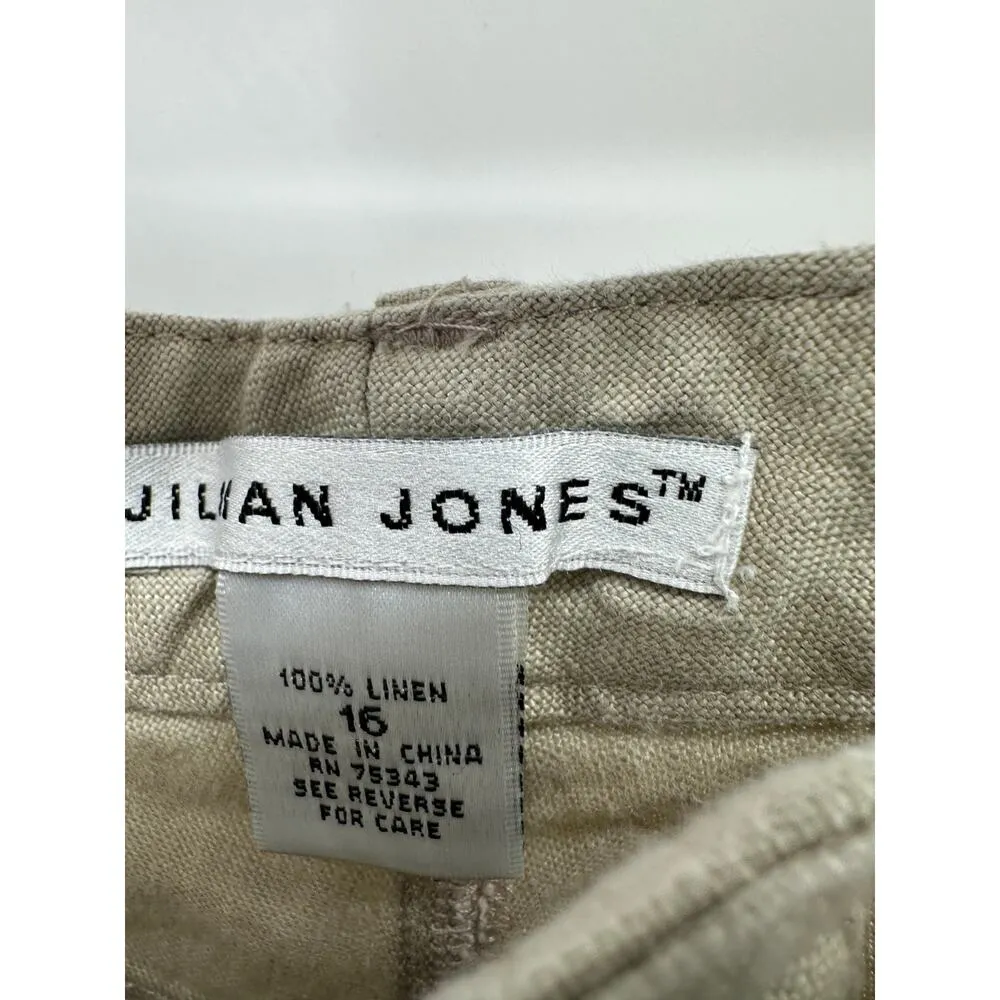 JILLIAN JONES™
100% LINEN
16
MADE IN CHINA
RN 75343
SEE REVERSE
FOR CARE